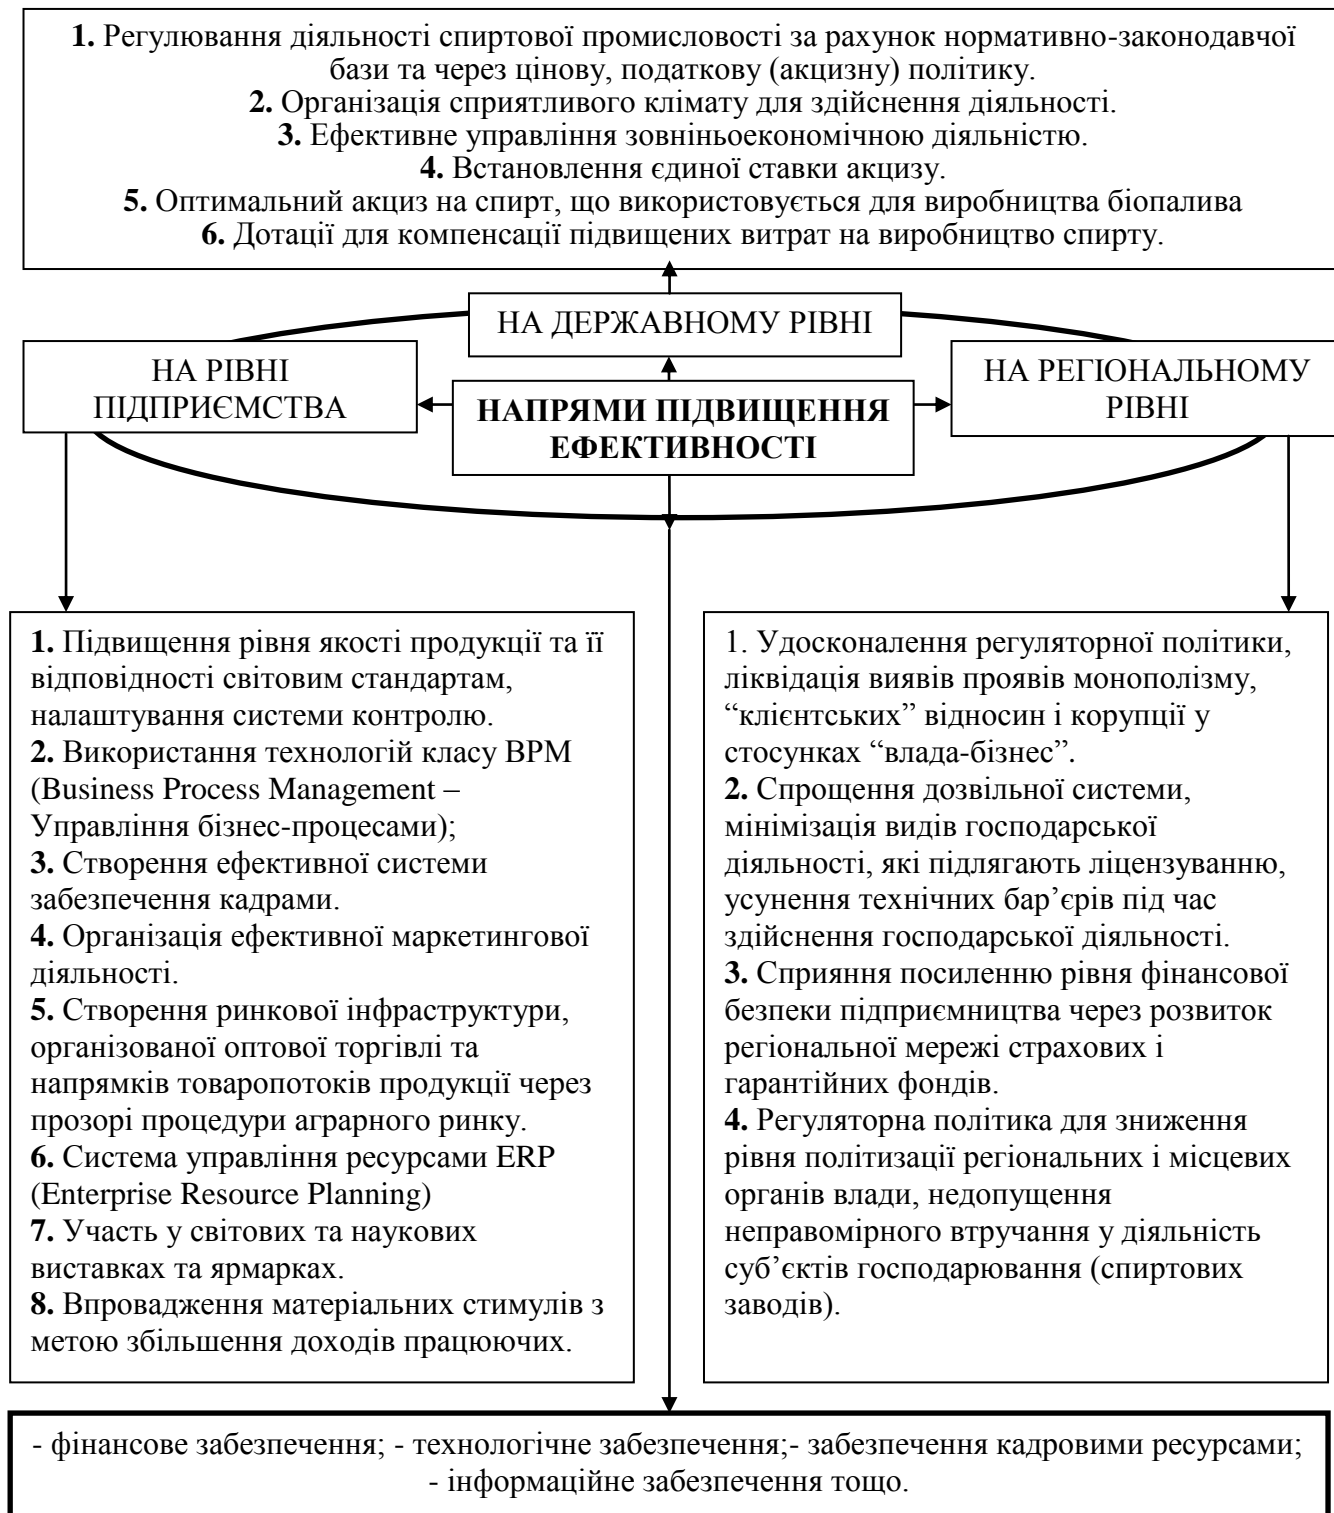 1. Регулювання діяльності спиртової промисловості за рахунок нормативно-законодавчої
бази та через цінову, податкову (акцизну) політику.
2. Організація сприятливого клімату для здійснення діяльності.
3. Ефективне управління зовніньоекономічною діяльністю.
4. Встановлення єдиної ставки акцизу.
5. Оптимальний акциз на спирт, що використовується для виробництва біопалива
6. Дотації для компенсації підвищених витрат на виробництво спирту.
НА ДЕРЖАВНОМУ РІВНІ
НА РІВНІ
ПІДПРИЄМСТВА
НАПРЯМИ ПІДВИЩЕННЯ
ЕФЕКТИВНОСТІ
НА РЕГІОНАЛЬНОМУ
РІВНІ
1. Підвищення рівня якості продукції та її
відповідності світовим стандартам,
налаштування системи контролю.
2. Використання технологій класу BPM
(Business Process Management –
Управління бізнес-процесами);
3. Створення ефективної системи
забезпечення кадрами.
4. Організація ефективної маркетингової
діяльності.
5. Створення ринкової інфраструктури,
організованої оптової торгівлі та
напрямків товаропотоків продукції через
прозорі процедури аграрного ринку.
6. Система управління ресурсами ERP
(Enterprise Resource Planning)
7. Участь у світових та наукових
виставках та ярмарках.
8. Впровадження матеріальних стимулів з
метою збільшення доходів працюючих.
1. Удосконалення регуляторної політики,
ліквідація виявів проявів монополізму,
“клієнтських” відносин і корупції у
стосунках “влада-бізнес”.
2. Спрощення дозвільної системи,
мінімізація видів господарської
діяльності, які підлягають ліцензуванню,
усунення технічних бар’єрів під час
здійснення господарської діяльності.
3. Сприяння посиленню рівня фінансової
безпеки підприємництва через розвиток
регіональної мережі страхових і
гарантійних фондів.
4. Регуляторна політика для зниження
рівня політизації регіональних і місцевих
органів влади, недопущення
неправомірного втручання у діяльність
суб’єктів господарювання (спиртових
заводів).
- фінансове забезпечення; - технологічне забезпечення;- забезпечення кадровими ресурсами;
- інформаційне забезпечення тощо.